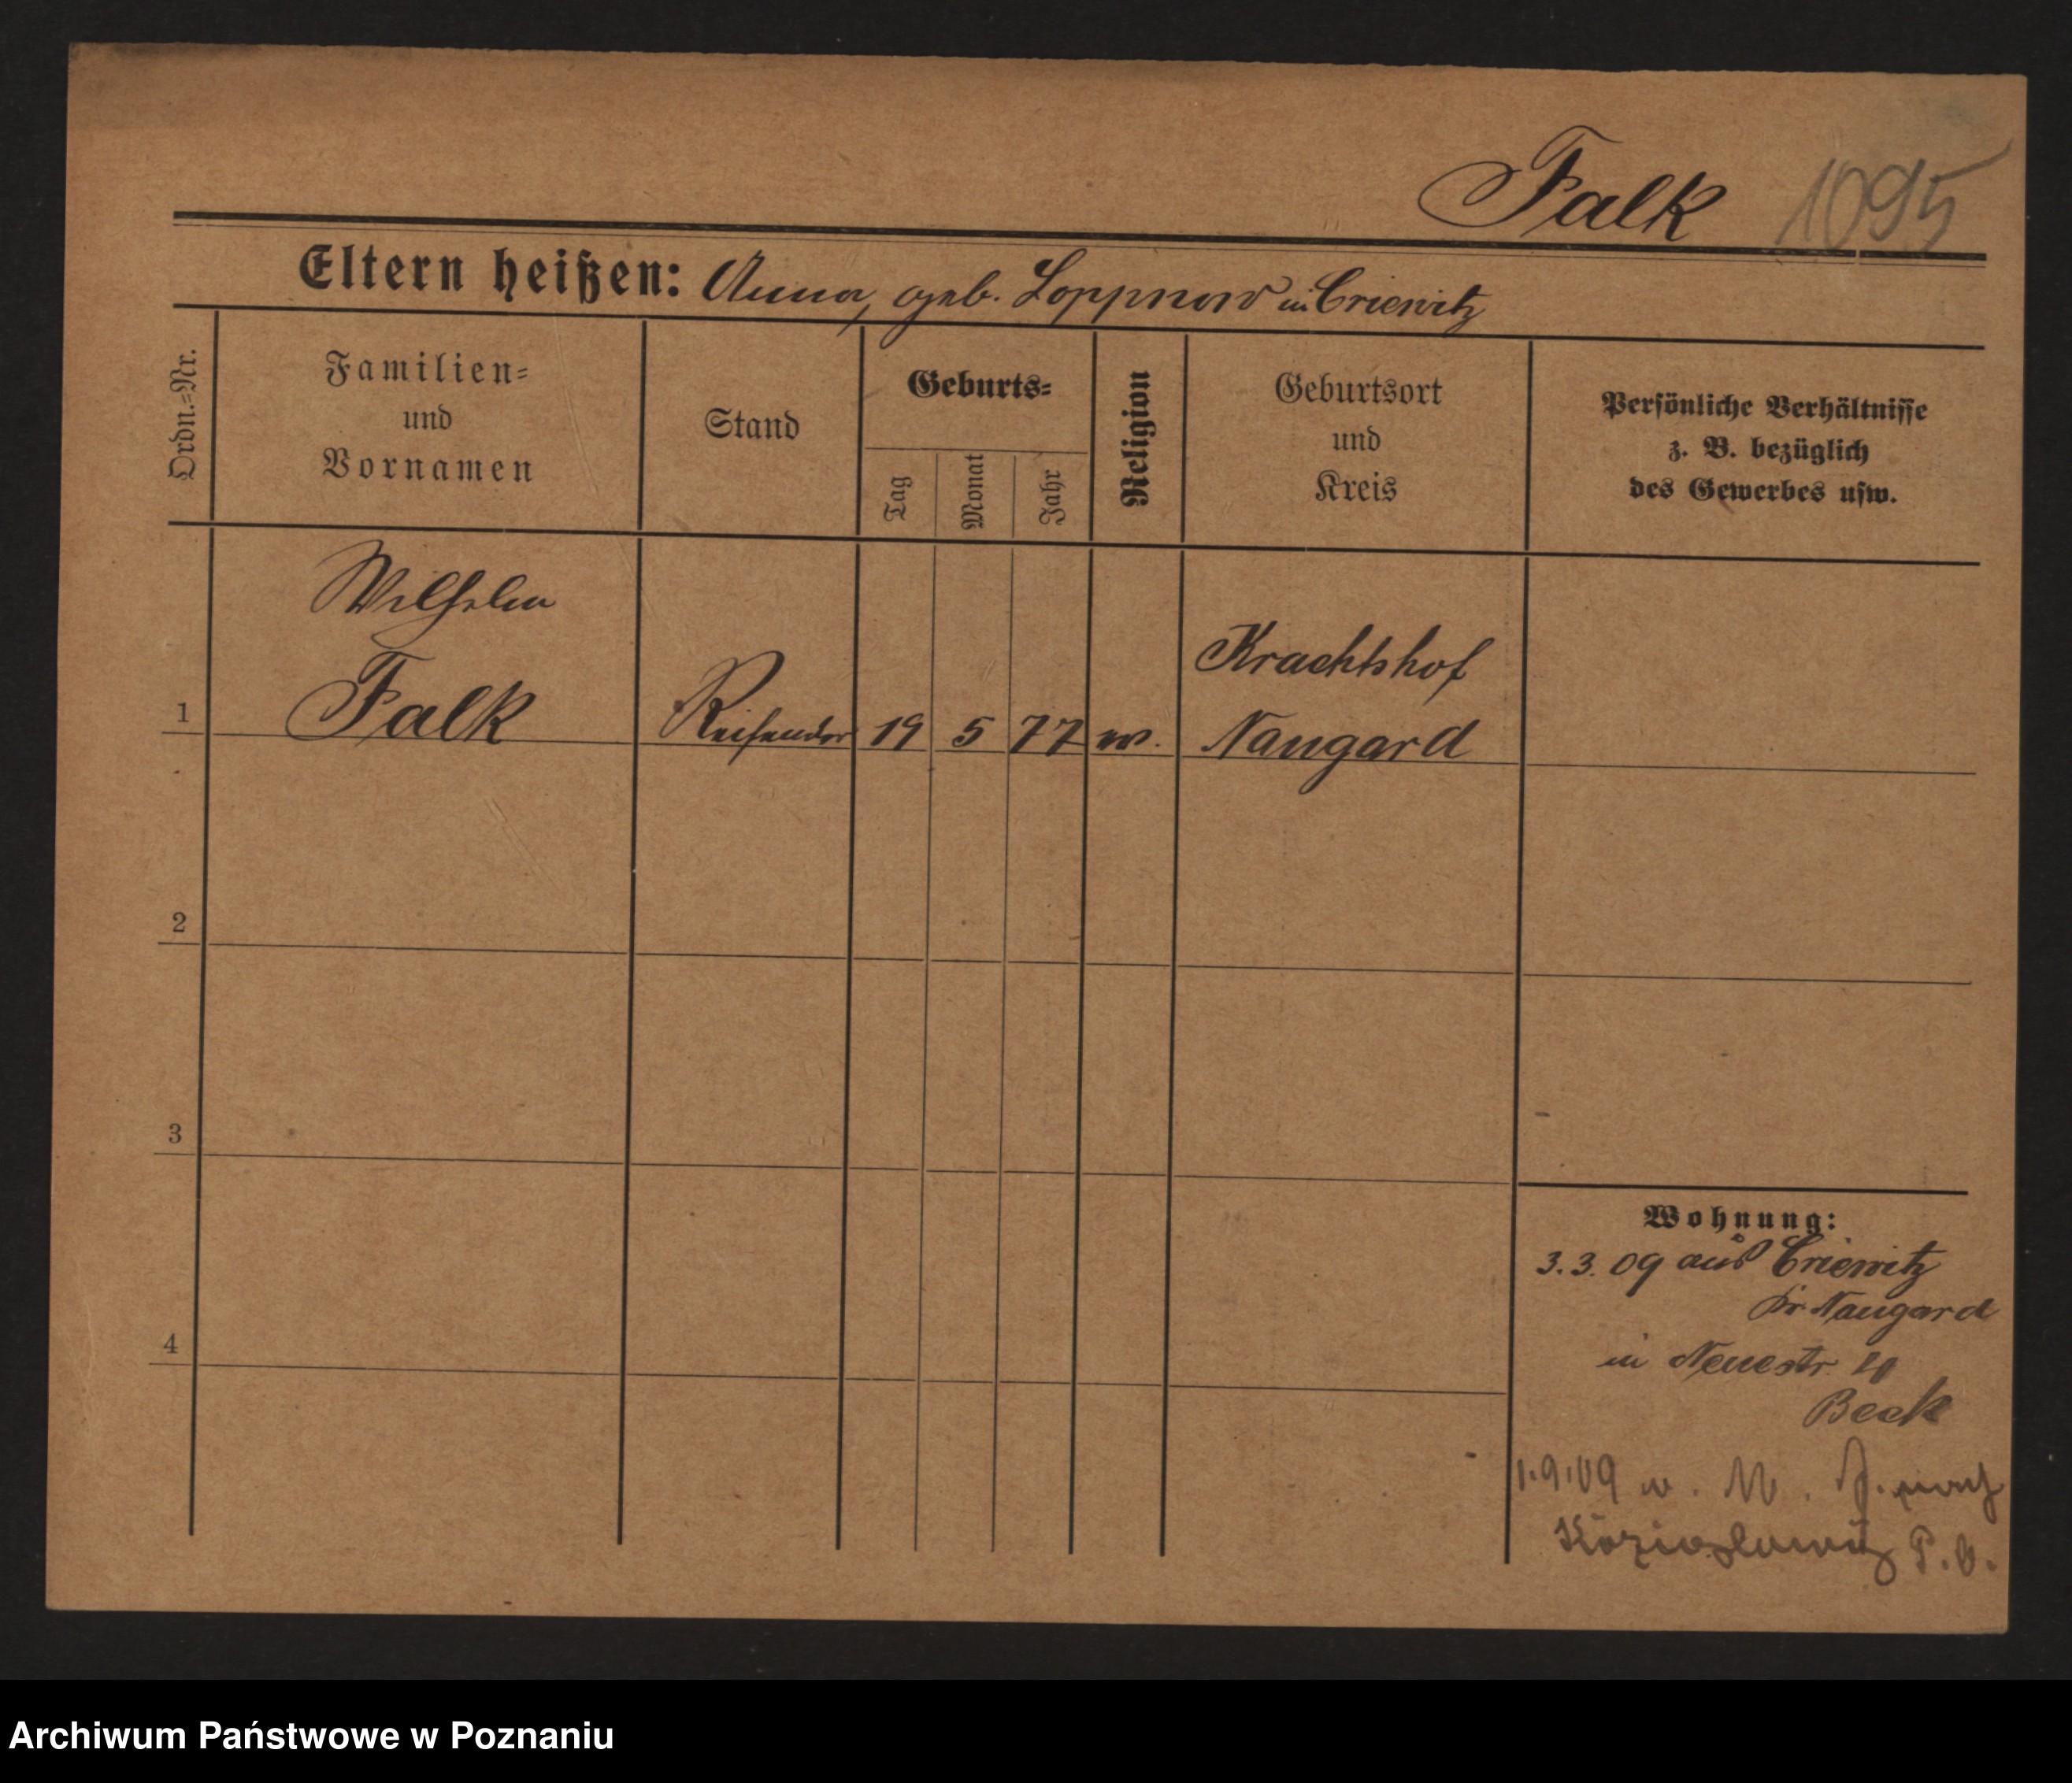 Falk 1095
Eltern heißen: Anna, geb. Loppnow in Criewitz
Ordn.=Nr.
Familien=
und
Vornamen
Stand
Geburts=
Tag
Monat
Jahr
Religion
Geburtsort
und
Kreis
Persönliche Verhältnisse
z. B. bezüglich
des Gewerbes usw.
1
Wilhelm
Falk
Reisender
19
5
77
ev.
Krachtshof
Naugard
2
3
4
Wohnung:
3.3.09 aus Criewitz
Kr. Naugard
in Neuestr.
Beck
1.9.09 nach
P.
Archiwum Państwowe w Poznaniu